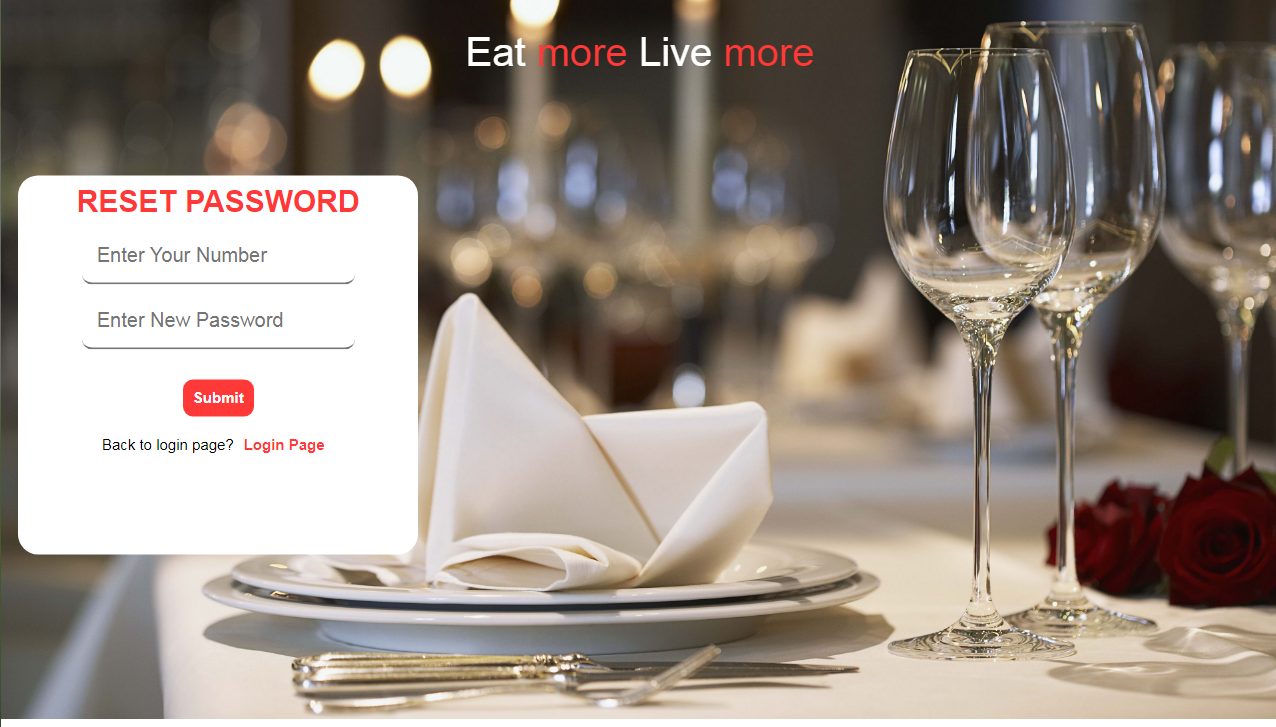 Eat more Live more
RESET PASSWORD
Enter Your Number
Enter New Password
Submit
Back to login page? Login Page